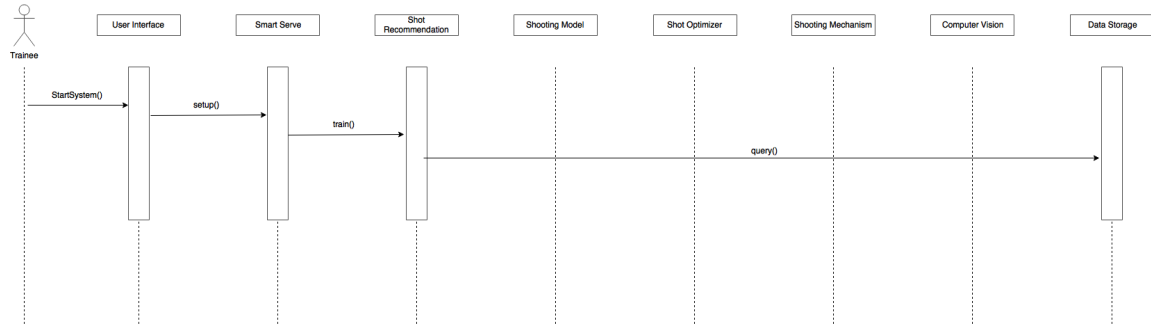 User Interface
Smart Serve
Shot
Recommendation
Shooting Model
Shot Optimizer
Shooting Mechanism
Computer Vision
Data Storage
Trainee
StartSystem()
setup()
train()
query()